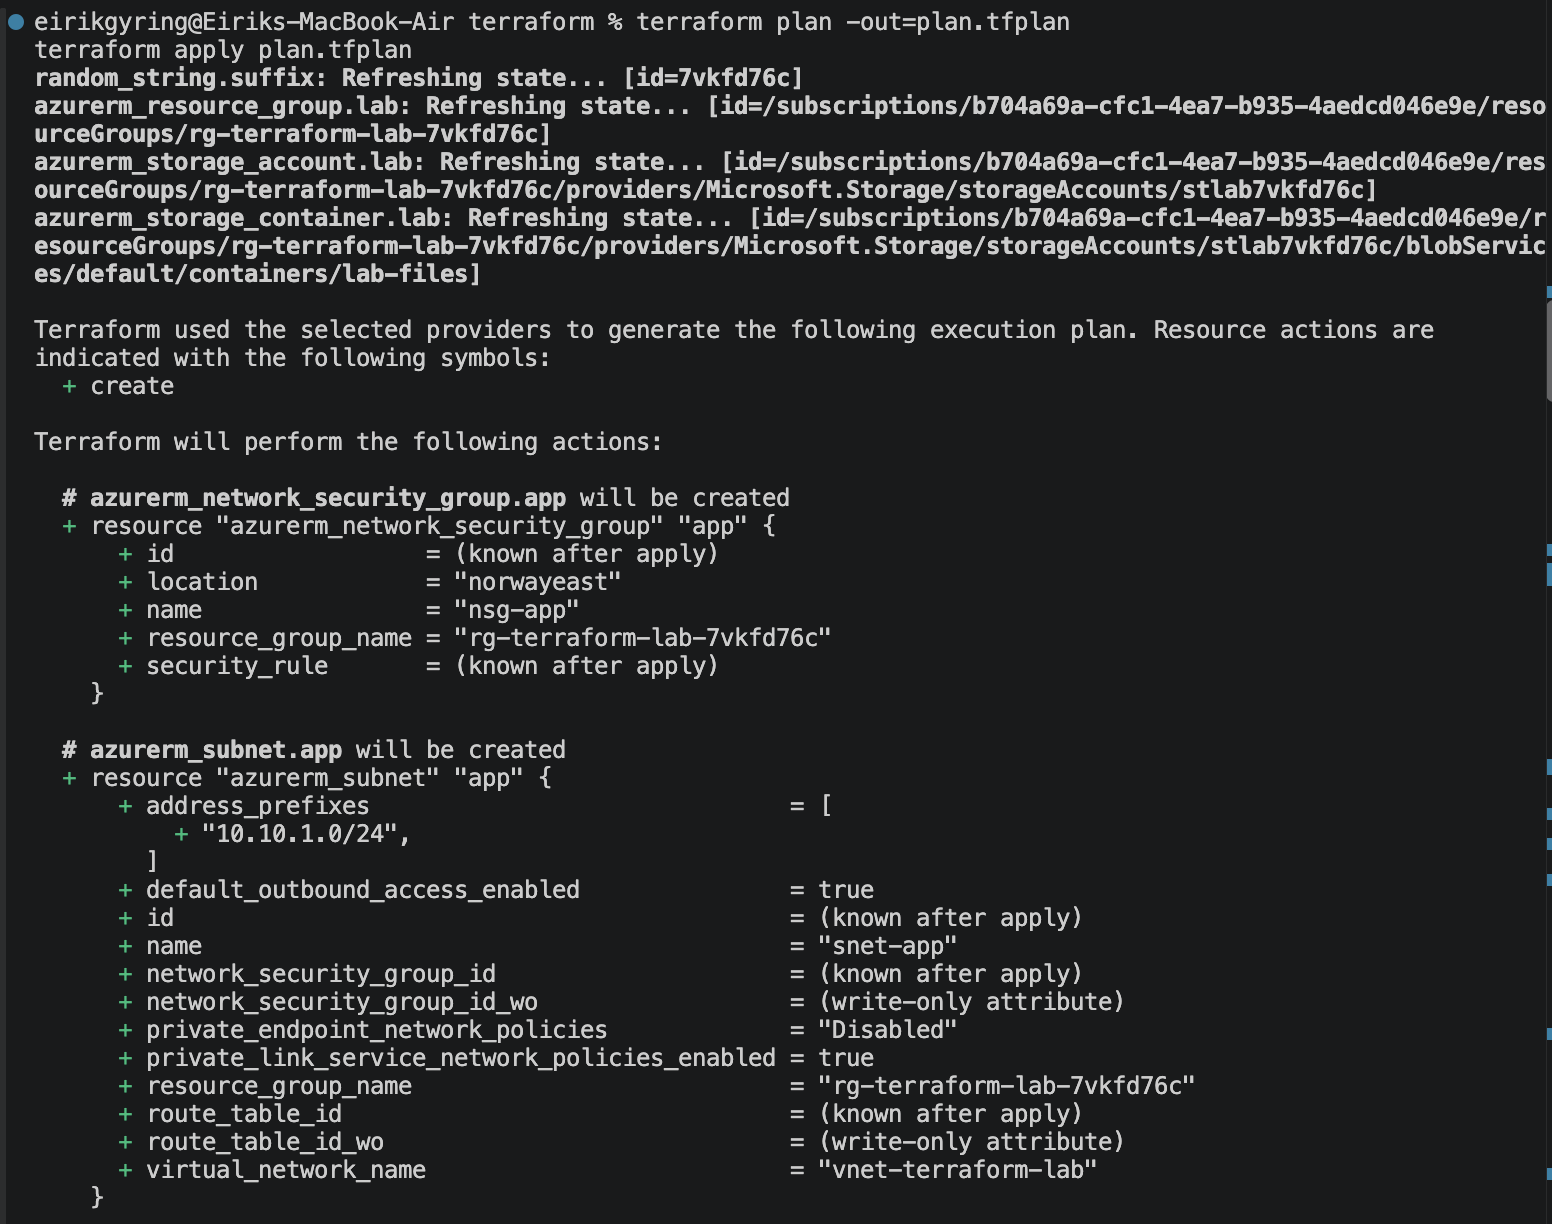 eirikgyring@Eiriks-MacBook-Air terraform % terraform plan -out=plan.tfplan
terraform apply plan.tfplan
random_string.suffix: Refreshing state... [id=7vkfd76c]
azurerm_resource_group.lab: Refreshing state... [id=/subscriptions/b704a69a-cfc1-4ea7-b935-4aedcd046e9e/reso
urceGroups/rg-terraform-lab-7vkfd76c]
azurerm_storage_account.lab: Refreshing state... [id=/subscriptions/b704a69a-cfc1-4ea7-b935-4aedcd046e9e/res
ourceGroups/rg-terraform-lab-7vkfd76c/providers/Microsoft.Storage/storageAccounts/stlab7vkfd76c]
azurerm_storage_container.lab: Refreshing state... [id=/subscriptions/b704a69a-cfc1-4ea7-b935-4aedcd046e9e/r
esourceGroups/rg-terraform-lab-7vkfd76c/providers/Microsoft.Storage/storageAccounts/stlab7vkfd76c/blobServic
es/default/containers/lab-files]

Terraform used the selected providers to generate the following execution plan. Resource actions are
indicated with the following symbols:
  + create

Terraform will perform the following actions:

  # azurerm_network_security_group.app will be created
  + resource "azurerm_network_security_group" "app" {
      + id                  = (known after apply)
      + location            = "norwayeast"
      + name                = "nsg-app"
      + resource_group_name = "rg-terraform-lab-7vkfd76c"
      + security_rule       = (known after apply)
    }

  # azurerm_subnet.app will be created
  + resource "azurerm_subnet" "app" {
      + address_prefixes                              = [
          + "10.10.1.0/24",
        ]
      + default_outbound_access_enabled               = true
      + id                                            = (known after apply)
      + name                                          = "snet-app"
      + network_security_group_id                     = (known after apply)
      + network_security_group_id_wo                  = (write-only attribute)
      + private_endpoint_network_policies             = "Disabled"
      + private_link_service_network_policies_enabled = true
      + resource_group_name                           = "rg-terraform-lab-7vkfd76c"
      + route_table_id                                = (known after apply)
      + route_table_id_wo                             = (write-only attribute)
      + virtual_network_name                          = "vnet-terraform-lab"
    }